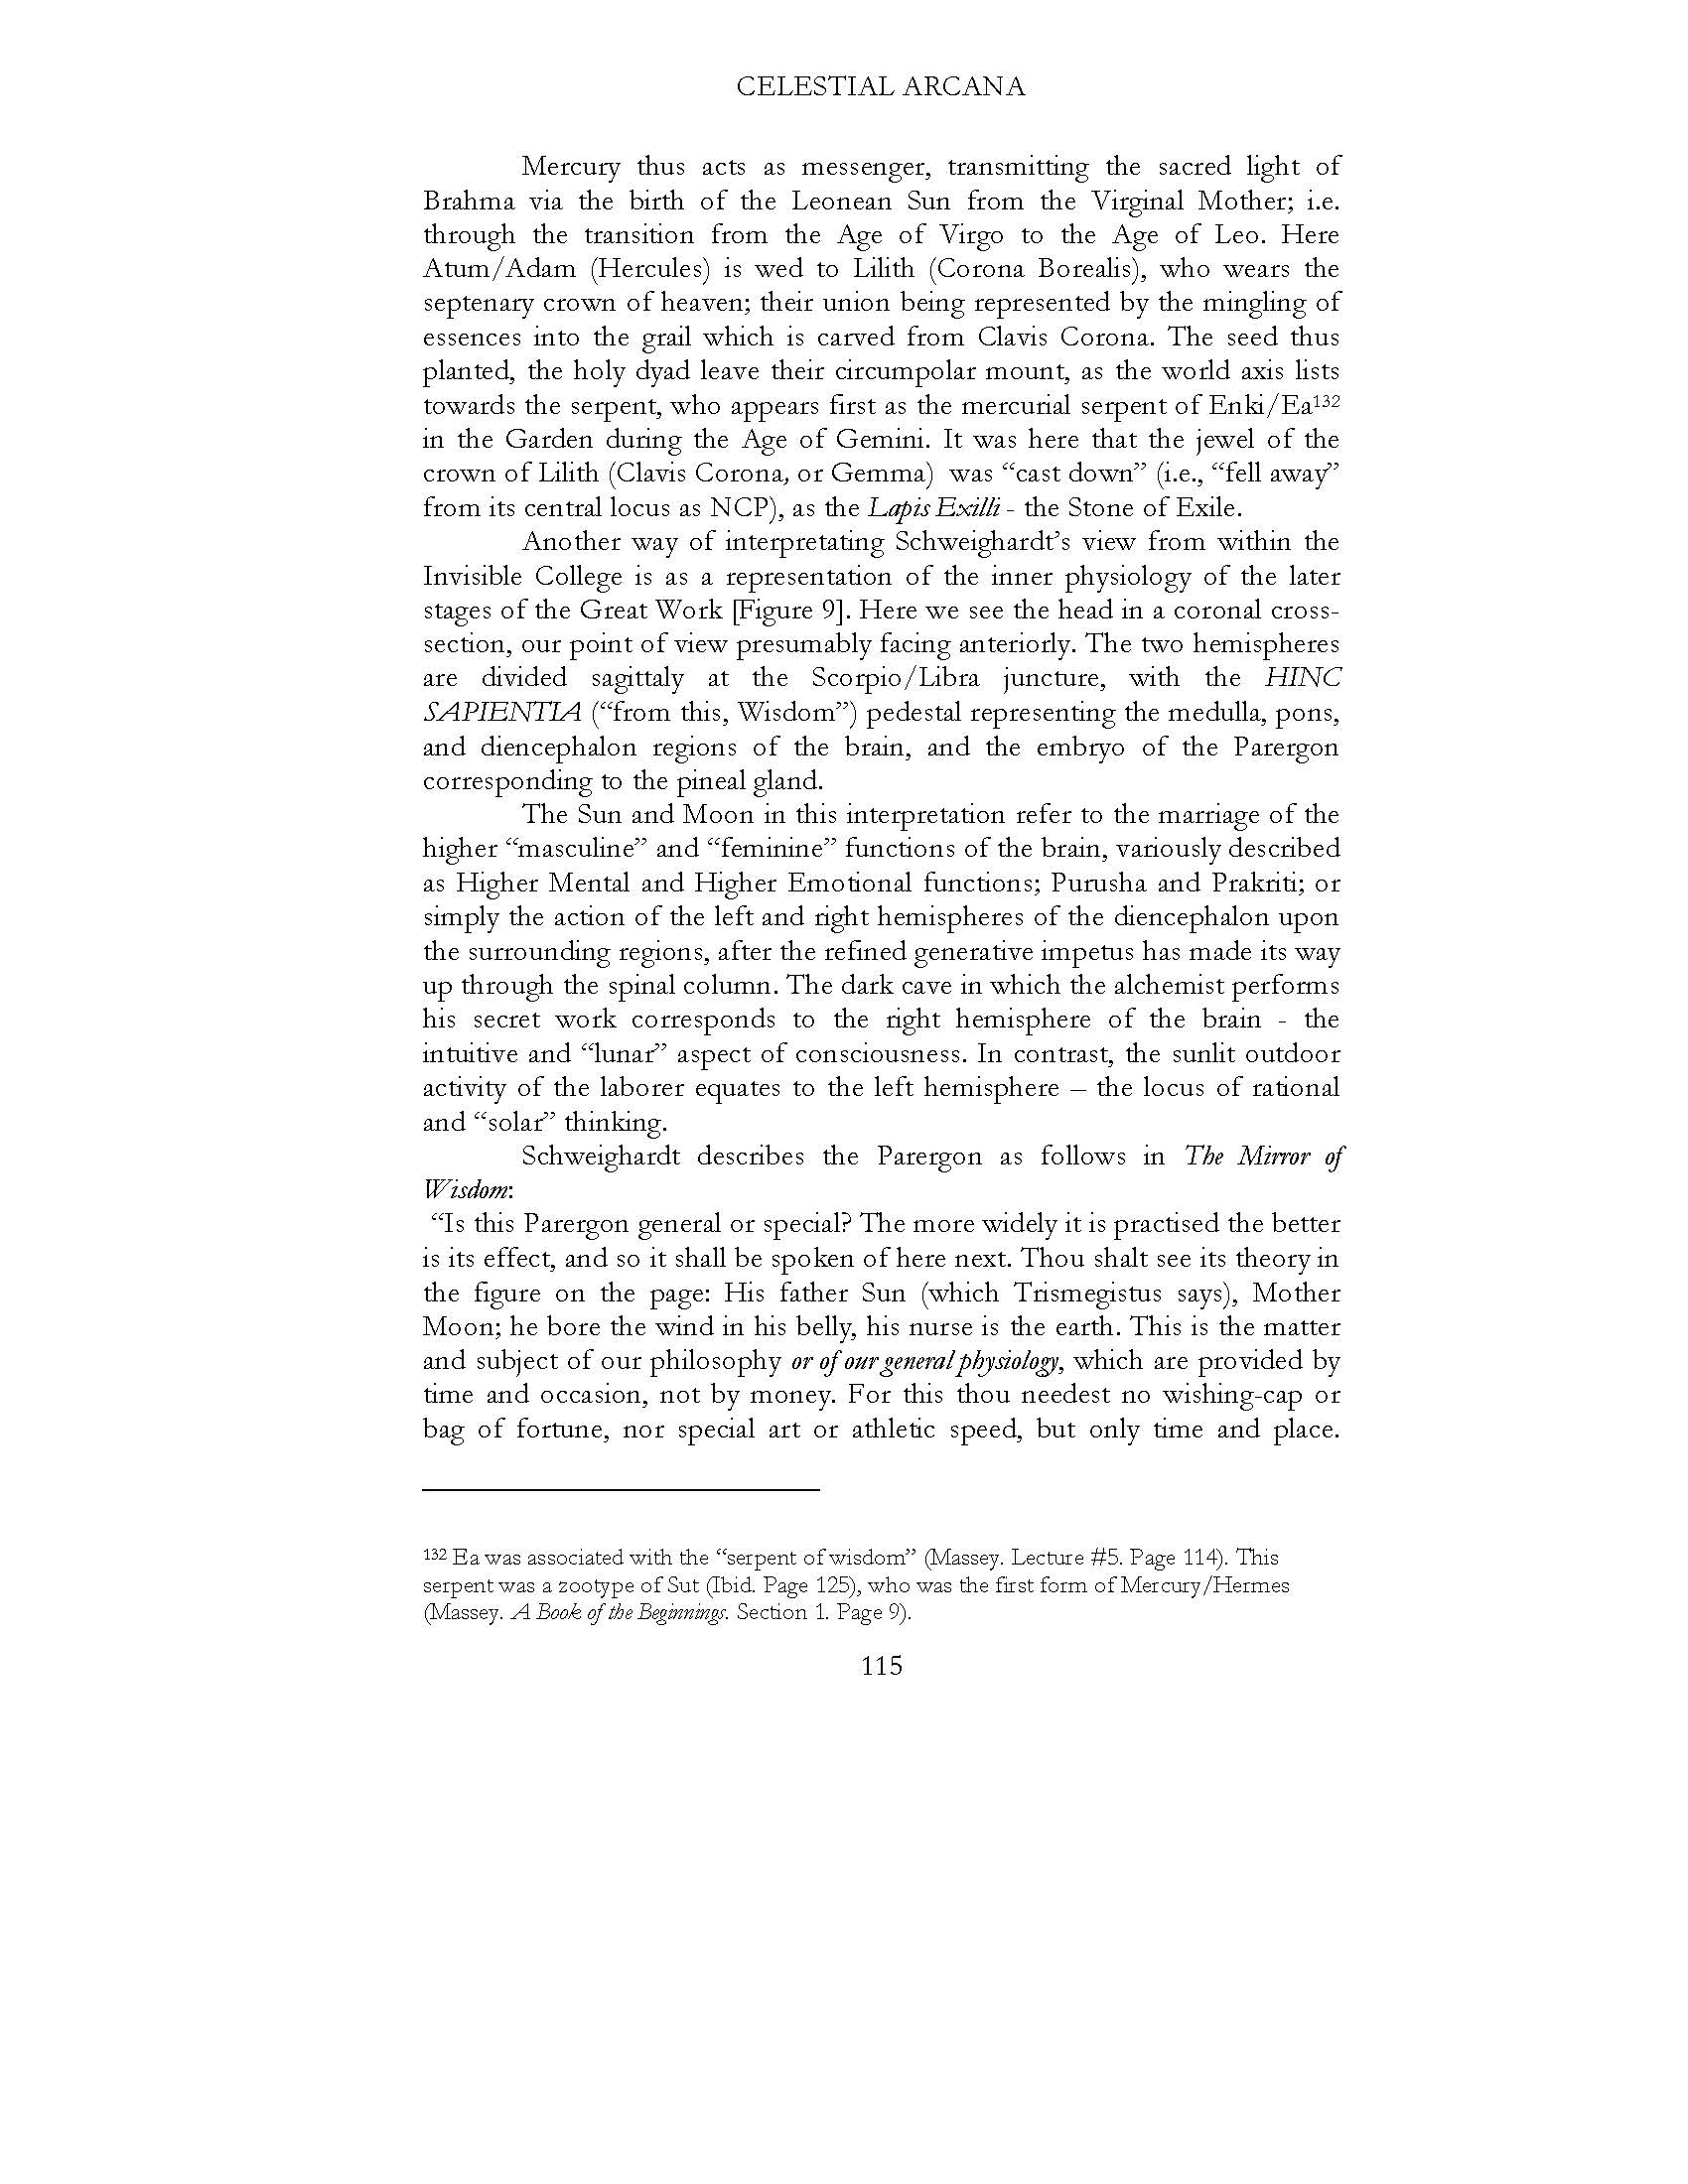 CELESTIAL ARCANA
Mercury thus acts as messenger, transmitting the sacred light of
Brahma via the birth of the Leonean Sun from the Virginal Mother; i.e.
through the transition from the Age of Virgo to the Age of Leo. Here
Atum/Adam (Hercules) is wed to Lilith (Corona Borealis), who wears the
septenary crown of heaven; their union being represented by the mingling of
essences into the grail which is carved from Clavis Corona. The seed thus
planted, the holy dyad leave their circumpolar mount, as the world axis lists
towards the serpent, who appears first as the mercurial serpent of Enki/Ea132
in the Garden during the Age of Gemini. It was here that the jewel of the
crown of Lilith (Clavis Corona, or Gemma)  was “cast down” (i.e., “fell away”
from its central locus as NCP), as the Lapis Exilli - the Stone of Exile.
Another way of interpretating Schweighardt’s view from within the
Invisible College is as a representation of the inner physiology of the later
stages of the Great Work [Figure 9]. Here we see the head in a coronal cross-
section, our point of view presumably facing anteriorly. The two hemispheres
are divided sagittaly at the Scorpio/Libra juncture, with the HINC
SAPIENTIA (“from this, Wisdom”) pedestal representing the medulla, pons,
and diencephalon regions of the brain, and the embryo of the Parergon
corresponding to the pineal gland.
The Sun and Moon in this interpretation refer to the marriage of the
higher “masculine” and “feminine” functions of the brain, variously described
as Higher Mental and Higher Emotional functions; Purusha and Prakriti; or
simply the action of the left and right hemispheres of the diencephalon upon
the surrounding regions, after the refined generative impetus has made its way
up through the spinal column. The dark cave in which the alchemist performs
his secret work corresponds to the right hemisphere of the brain - the
intuitive and “lunar” aspect of consciousness. In contrast, the sunlit outdoor
activity of the laborer equates to the left hemisphere – the locus of rational
and “solar” thinking.
Schweighardt describes the Parergon as follows in The Mirror of
Wisdom:
“Is this Parergon general or special? The more widely it is practised the better
is its effect, and so it shall be spoken of here next. Thou shalt see its theory in
the figure on the page: His father Sun (which Trismegistus says), Mother
Moon; he bore the wind in his belly, his nurse is the earth. This is the matter
and subject of our philosophy or of our general physiology, which are provided by
time and occasion, not by money. For this thou needest no wishing-cap or
bag of fortune, nor special art or athletic speed, but only time and place.
132 Ea was associated with the “serpent of wisdom” (Massey. Lecture #5. Page 114). This
serpent was a zootype of Sut (Ibid. Page 125), who was the first form of Mercury/Hermes
(Massey. A Book of the Beginnings. Section 1. Page 9).
115